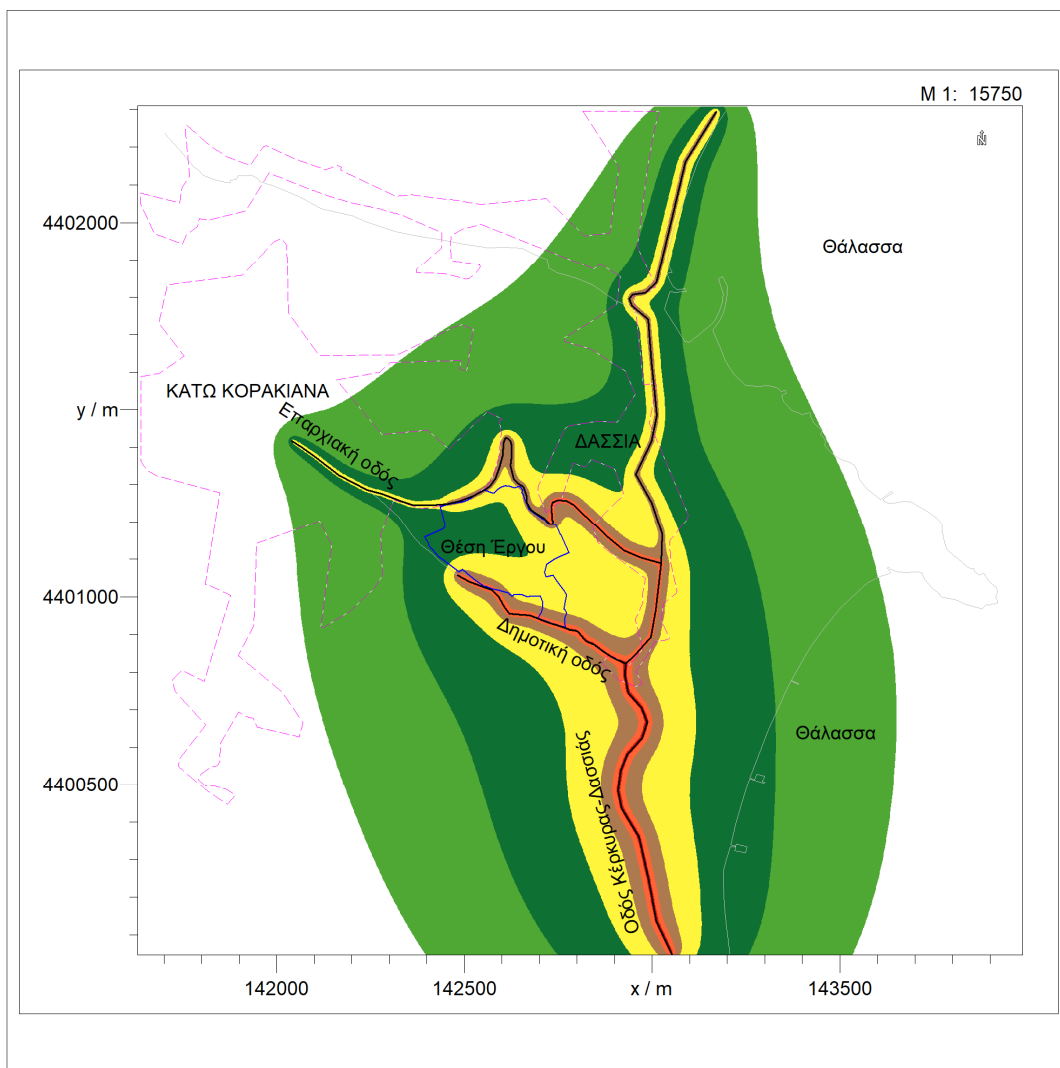 M 1: 15750
N
4402000
Θάλασσα
ΚΑΤΩ ΚΟΡΑΚΙΑΝΑ
y / m
Επαρχιακή οδός
ΔΑΣΣΙΑ
Θέση Έργου
4401000
Δημοτική οδός
Θάλασσα
Οδός Κέρκυρας-Δασσιάς
4400500
142000
142500
x / m
143500